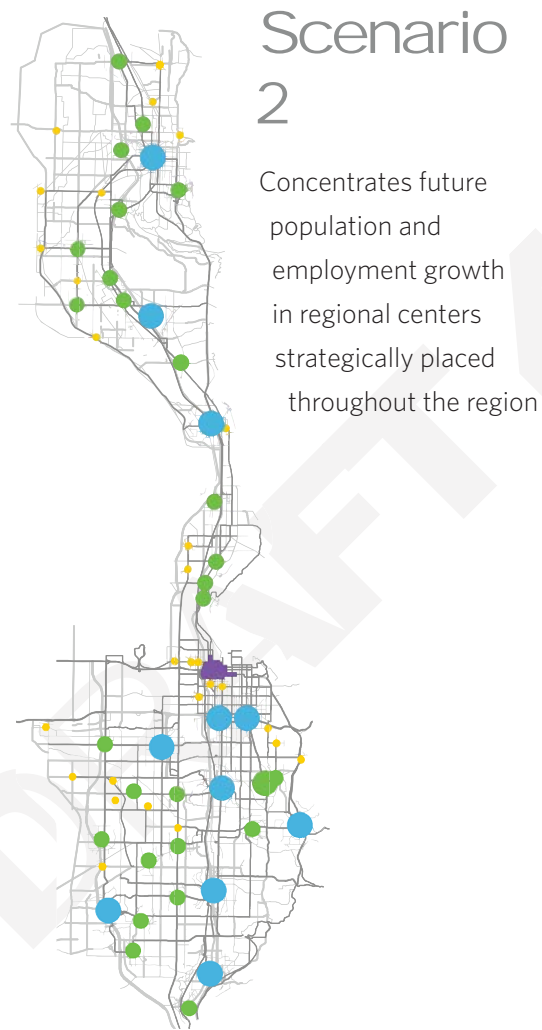 Scenario
2
Concentrates future
population and
employment growth
in regional centers
strategically placed
throughout the region
DRAFT